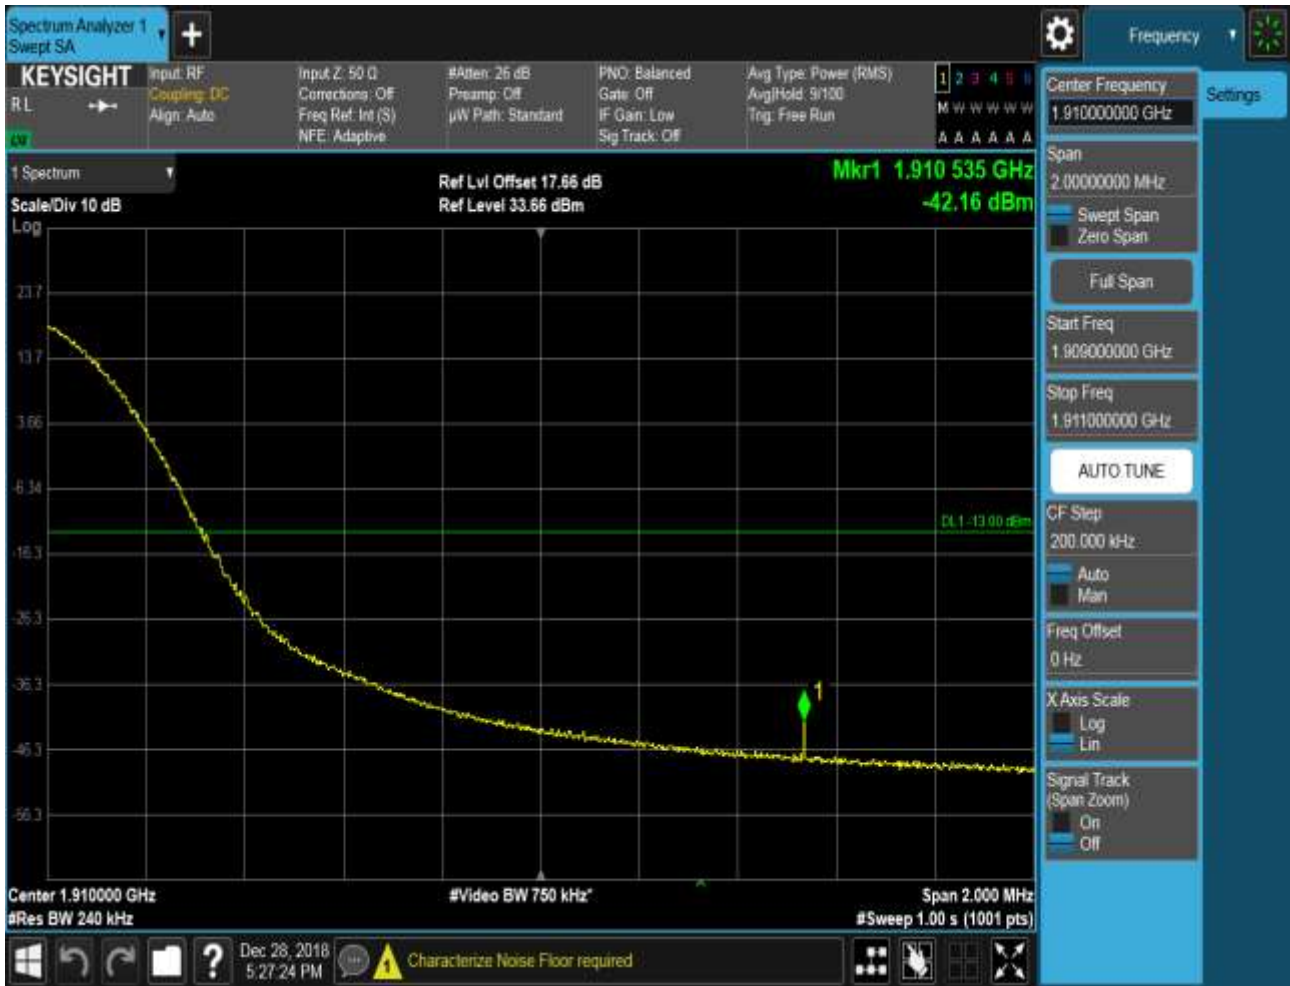 Spectrum Analyzer 1
Swept SA
+
Frequency
KEYSIGHT
Input: RF
Coupling: DC
Align: Auto
Input Z: 50 Ω
Corrections: Off
Freq Ref: Int (S)
NFE: Adaptive
#Atten: 26 dB
Preamp: Off
µW Path: Standard
PNO: Balanced
Gate: Off
IF Gain: Low
Sig Track: Off
Avg Type: Power (RMS)
Avg|Hold: 9/100
Trig: Free Run
1 2 3 4 5 6
M W W W W W
A A A A A A
R L
1 Spectrum
Scale/Div 10 dB
Log
Ref Lvl Offset 17.66 dB
Ref Level 33.66 dBm
Mkr1 1.910 535 GHz
-42.16 dBm
23.7
13.7
3.66
-6.34
-16.3
-26.3
-36.3
-46.3
-56.3
DL1 -13.00 dBm
1
Center 1.910000 GHz
#Res BW 240 kHz
#Video BW 750 kHz*
Span 2.000 MHz
#Sweep 1.00 s (1001 pts)
Center Frequency
1.910000000 GHz
Settings
Span
2.00000000 MHz
Swept Span
Zero Span
Full Span
Start Freq
1.909000000 GHz
Stop Freq
1.911000000 GHz
AUTO TUNE
CF Step
200.000 kHz
Auto
Man
Freq Offset
0 Hz
X Axis Scale
Log
Lin
Signal Track
(Span Zoom)
On
Off
?
Dec 28, 2018
5:27:24 PM
1
Characterize Noise Floor required